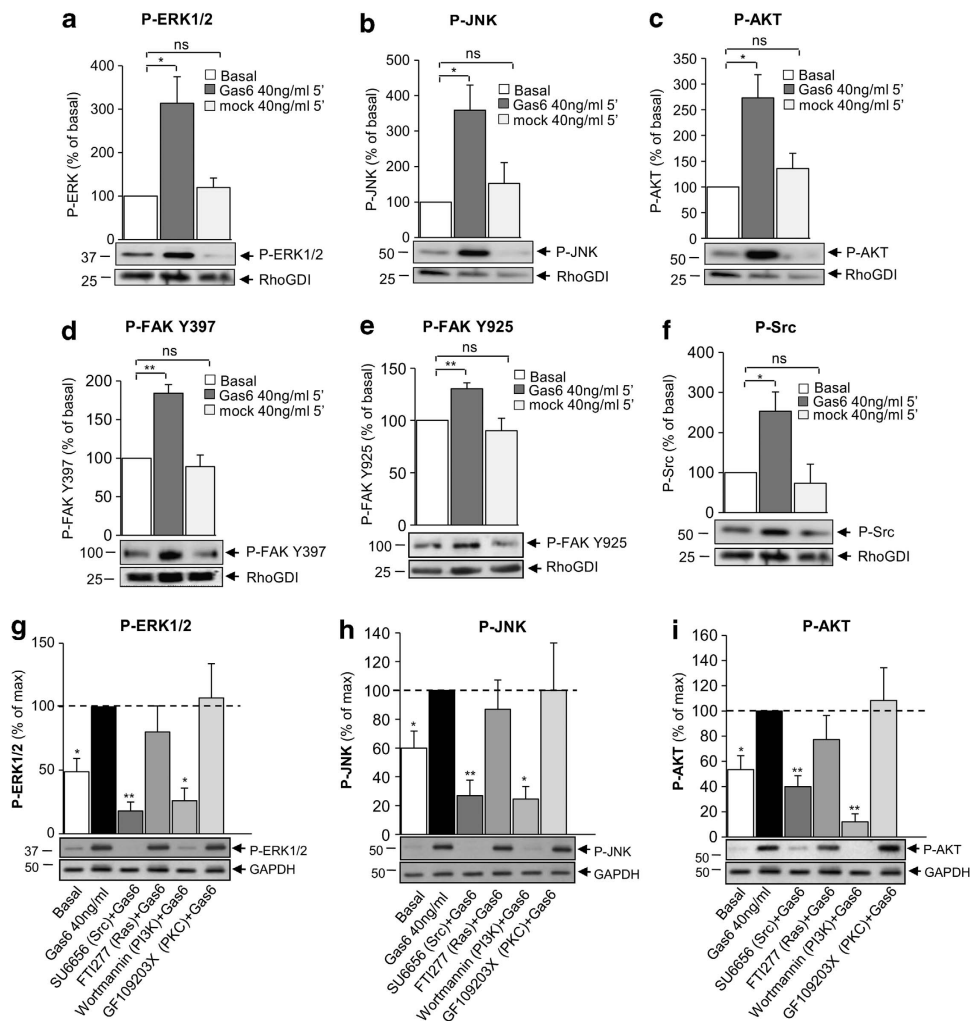 a
P-ERK1/2
ns
*
Basal
Gas6 40ng/ml 5’
mock 40ng/ml 5’
P-ERK (% of basal)
400
300
200
100
0
37
P-ERK1/2
25
RhoGDI
b
P-JNK
ns
*
Basal
Gas6 40ng/ml 5’
mock 40ng/ml 5’
P-JNK (% of basal)
500
400
300
200
100
0
50
P-JNK
25
RhoGDI
c
P-AKT
ns
*
Basal
Gas6 40ng/ml 5’
mock 40ng/ml 5’
P-AKT (% of basal)
350
300
250
200
150
100
50
0
50
P-AKT
25
RhoGDI
d
P-FAK Y397
ns
**
Basal
Gas6 40ng/ml 5’
mock 40ng/ml 5’
P-FAK Y397 (% of basal)
200
150
100
50
0
100
P-FAK Y397
25
RhoGDI
e
P-FAK Y925
ns
**
Basal
Gas6 40ng/ml 5’
mock 40ng/ml 5’
P-FAK Y925 (% of basal)
150
100
50
0
100
P-FAK Y925
25
RhoGDI
f
P-Src
ns
*
Basal
Gas6 40ng/ml 5’
mock 40ng/ml 5’
P-Src (% of basal)
400
300
200
100
0
50
P-Src
25
RhoGDI
g
P-ERK1/2
P-ERK1/2 (% of max)
150
100
50
0
*
**
*
37
P-ERK1/2
50
GAPDH
Basal
Gas6 40ng/ml
SU6656 (Src)+Gas6
FTI277 (Ras)+Gas6
Wortmannin (PI3K)+Gas6
GF109203X (PKC)+Gas6
h
P-JNK
P-JNK (% of max)
140
120
100
80
60
40
20
0
*
**
*
50
P-JNK
50
GAPDH
Basal
Gas6 40ng/ml
SU6656 (Src)+Gas6
FTI277 (Ras)+Gas6
Wortmannin (PI3K)+Gas6
GF109203X (PKC)+Gas6
i
P-AKT
P-AKT (% of max)
160
140
120
100
80
60
40
20
0
*
**
**
50
P-AKT
50
GAPDH
Basal
Gas6 40ng/ml
SU6656 (Src)+Gas6
FTI277 (Ras)+Gas6
Wortmannin (PI3K)+Gas6
GF109203X (PKC)+Gas6